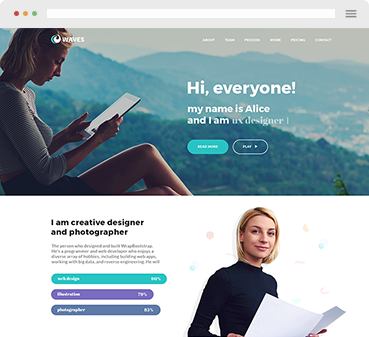 WAVES
ABOUT TEAM PROCESS WORK PRICING CONTACT
Hi, everyone!
my name is Alice
and I am ux designer |
READ MORE PLAY
I am creative designer
and photographer
The person who designed and built WrapBootstrap.
He's a programmer and web developer who enjoys a
diverse array of hobbies, including building web apps,
working with big data, and reverse engineering. He will
web design 90%
illustration 79%
photographer 83%